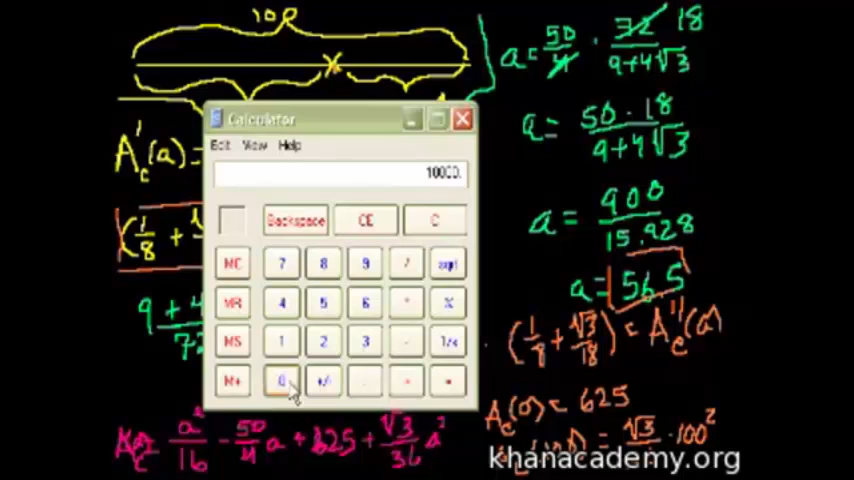 100
a = 50/4 · 32 18/9+4√3
a = 50·18/9+4√3
A'c(a) =
Calculator
Edit View Help
10000.
a = 900/15.928
Backspace CE C
(1/8 +
MC 7 8 9 / sqrt
a = 56.5
MR 4 5 6 * %
9 + 4
(1/8 + √3/18) = A''c(a)
MS 1 2 3 - 1/x
M+ 0 +/- . + =
Ac(0) = 625
a²/16 - 50/4 a + 625 + √3/36 a²
√3 · 100²
khanacademy.org